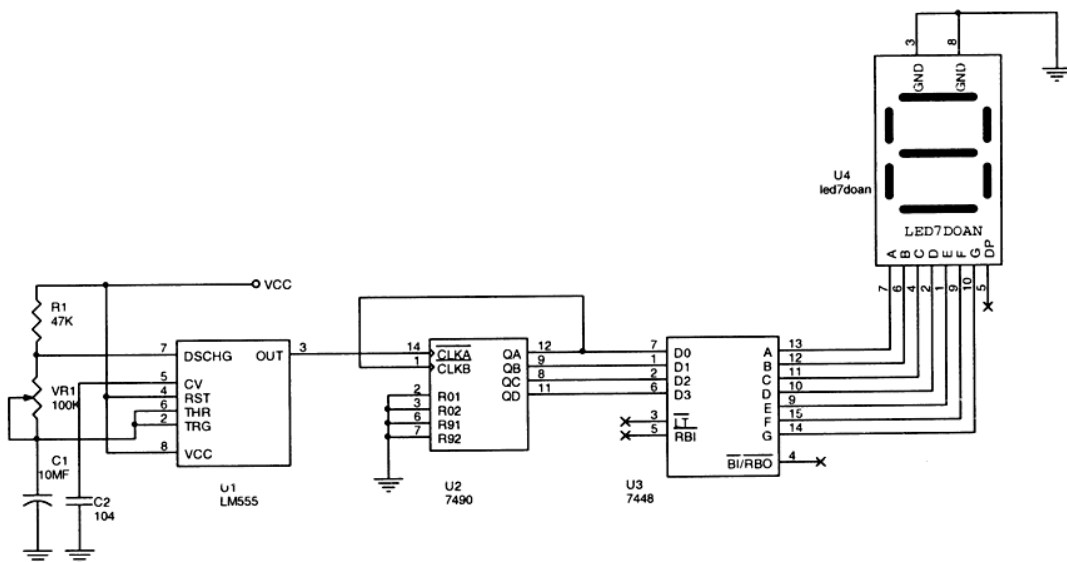 3
8
GND
GND
U4
led7doan
LED7DOAN
A
B
C
D
E
F
G
DP
7
6
4
2
1
9
10
5
VCC
R1
47K
7
DSCHG
OUT
3
5
CV
4
RST
6
THR
2
TRG
8
VCC
VR1
100K
C1
10MF
C2
104
U1
LM555
14
CLKA
1
CLKB
2
R01
3
R02
6
R91
7
R92
QA
12
QB
9
QC
8
QD
11
U2
7490
7
D0
1
D1
2
D2
6
D3
3
LT
5
RBI
A
13
B
12
C
11
D
10
E
9
F
15
G
14
BI/RBO
4
U3
7448